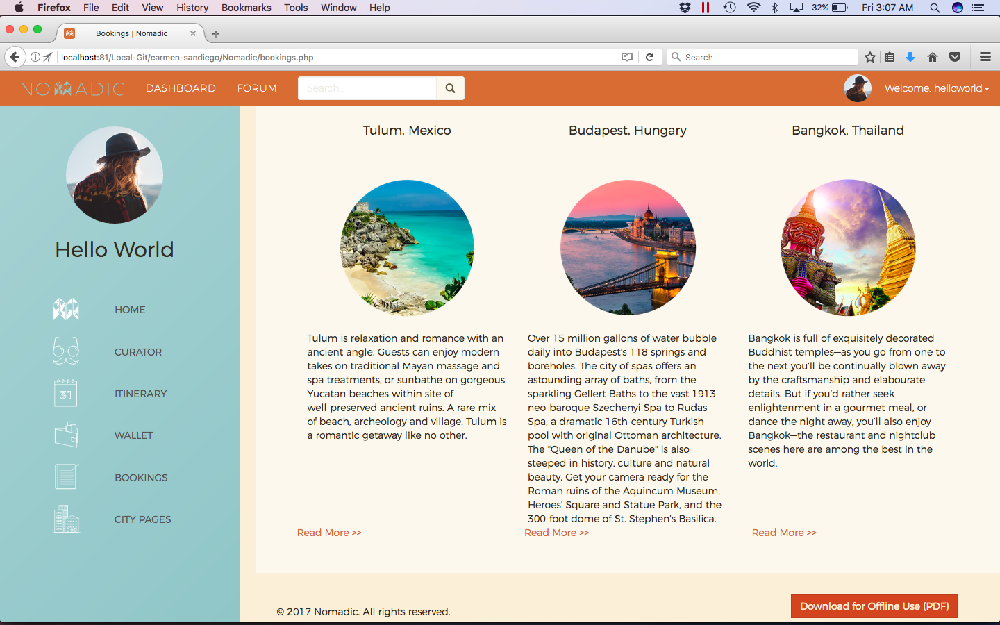 Firefox File Edit View History Bookmarks Tools Window Help 32% Fri 3:07 AM
Bookings | Nomadic
localhost:81/Local-Git/carmen-sandiego/Nomadic/bookings.php
Search
NOMADIC DASHBOARD FORUM Search... Welcome, helloworld
Hello World
HOME
CURATOR
31 ITINERARY
WALLET
BOOKINGS
CITY PAGES
Tulum, Mexico
Tulum is relaxation and romance with an
ancient angle. Guests can enjoy modern
takes on traditional Mayan massage and
spa treatments, or sunbathe on gorgeous
Yucatan beaches within site of
well-preserved ancient ruins. A rare mix
of beach, archeology and village, Tulum is
a romantic getaway like no other.
Read More >>
Budapest, Hungary
Over 15 million gallons of water bubble
daily into Budapest's 118 springs and
boreholes. The city of spas offers an
astounding array of baths, from the
sparkling Gellert Baths to the vast 1913
neo-baroque Szechenyi Spa to Rudas
Spa, a dramatic 16th-century Turkish
pool with original Ottoman architecture.
The "Queen of the Danube" is also
steeped in history, culture and natural
beauty. Get your camera ready for the
Roman ruins of the Aquincum Museum,
Heroes' Square and Statue Park, and the
300-foot dome of St. Stephen's Basilica.
Read More >>
Bangkok, Thailand
Bangkok is full of exquisitely decorated
Buddhist temples—as you go from one to
the next you'll be continually blown away
by the craftsmanship and elabourate
details. But if you'd rather seek
enlightenment in a gourmet meal, or
dance the night away, you'll also enjoy
Bangkok—the restaurant and nightclub
scenes here are among the best in the
world.
Read More >>
© 2017 Nomadic. All rights reserved.
Download for Offline Use (PDF)